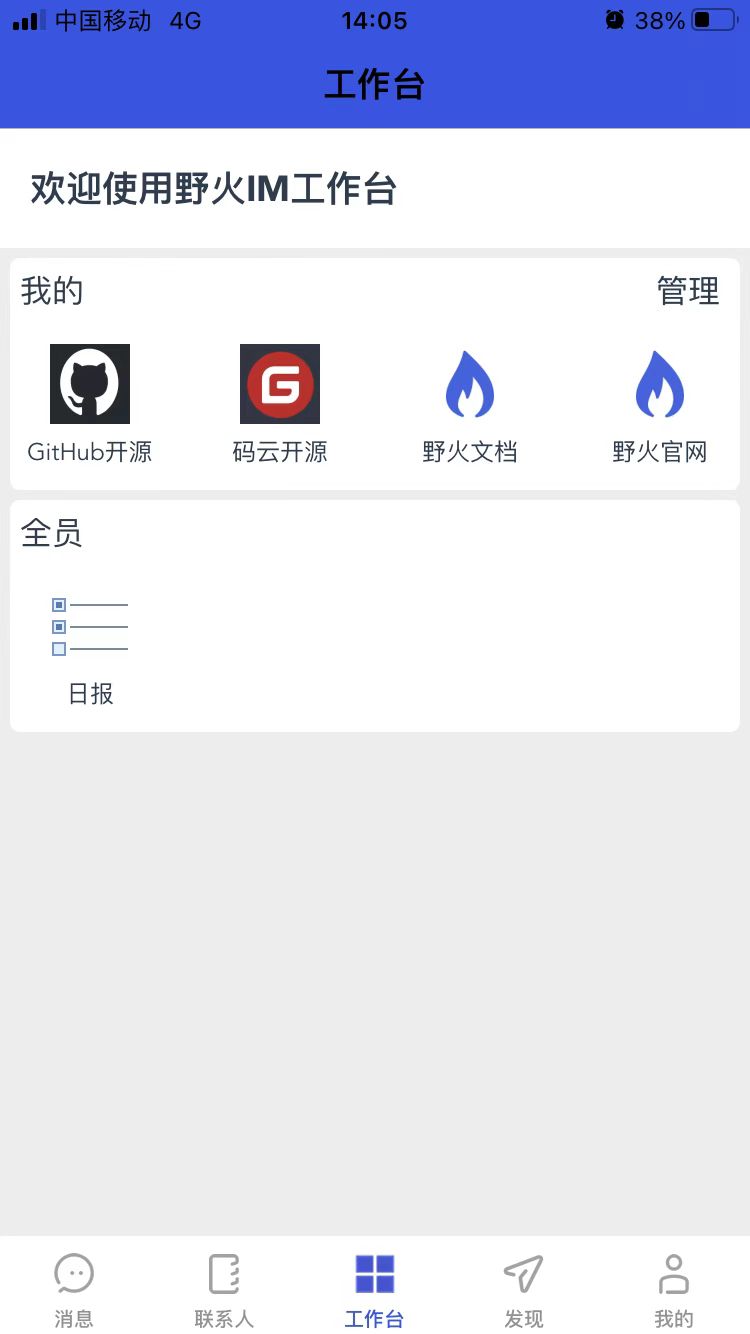 中国移动 4G 14:05 38%
工作台
欢迎使用野火IM工作台
我的 管理
GitHub开源 码云开源 野火文档 野火官网
全员
日报
消息 联系人 工作台 发现 我的